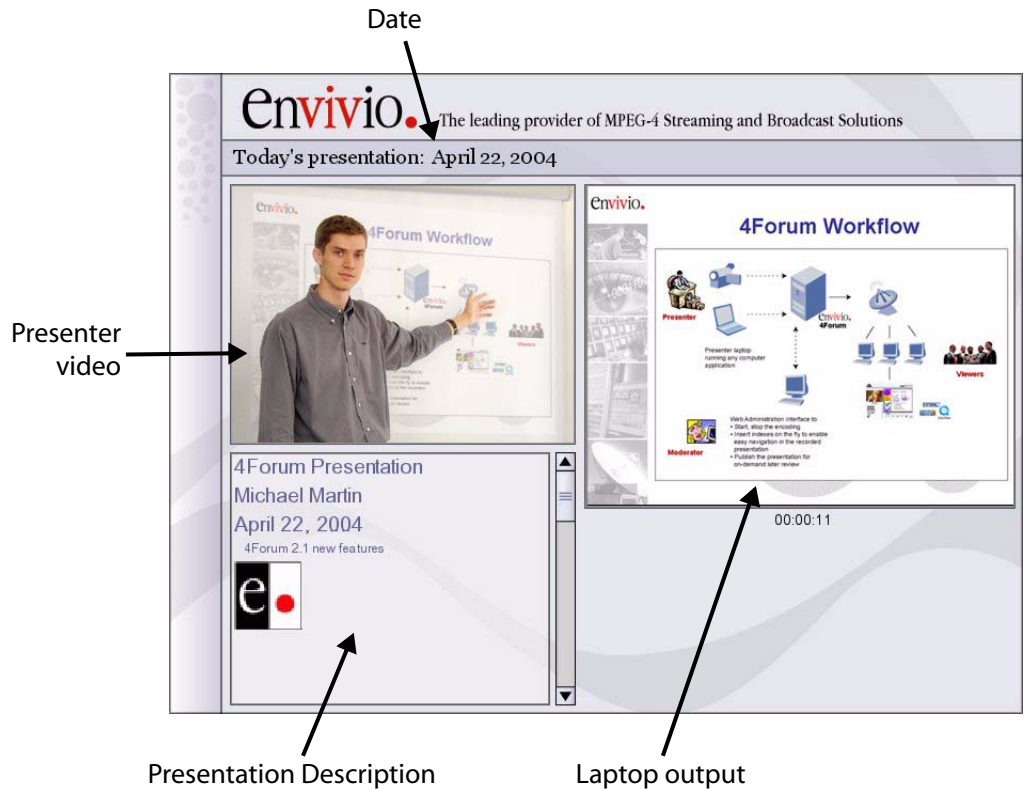 Date
envivio.
The leading provider of MPEG-4 Streaming and Broadcast Solutions
Today's presentation: April 22, 2004
Presenter
video
envivio.
4Forum Workflow
envivio.
4Forum
Viewers
envivio.
4Forum Workflow
Presenter
envivio.
4Forum
Presenter laptop
running any computer
application
Viewers
Moderator
Web Administration interface to
• Start, stop the encoding
• Insert indexes on the fly to enable
easy navigation in the recorded
presentation
• Publish the presentation for
on-demand later review
00:00:11
4Forum Presentation
Michael Martin
April 22, 2004
4Forum 2.1 new features
e.
Presentation Description
Laptop output